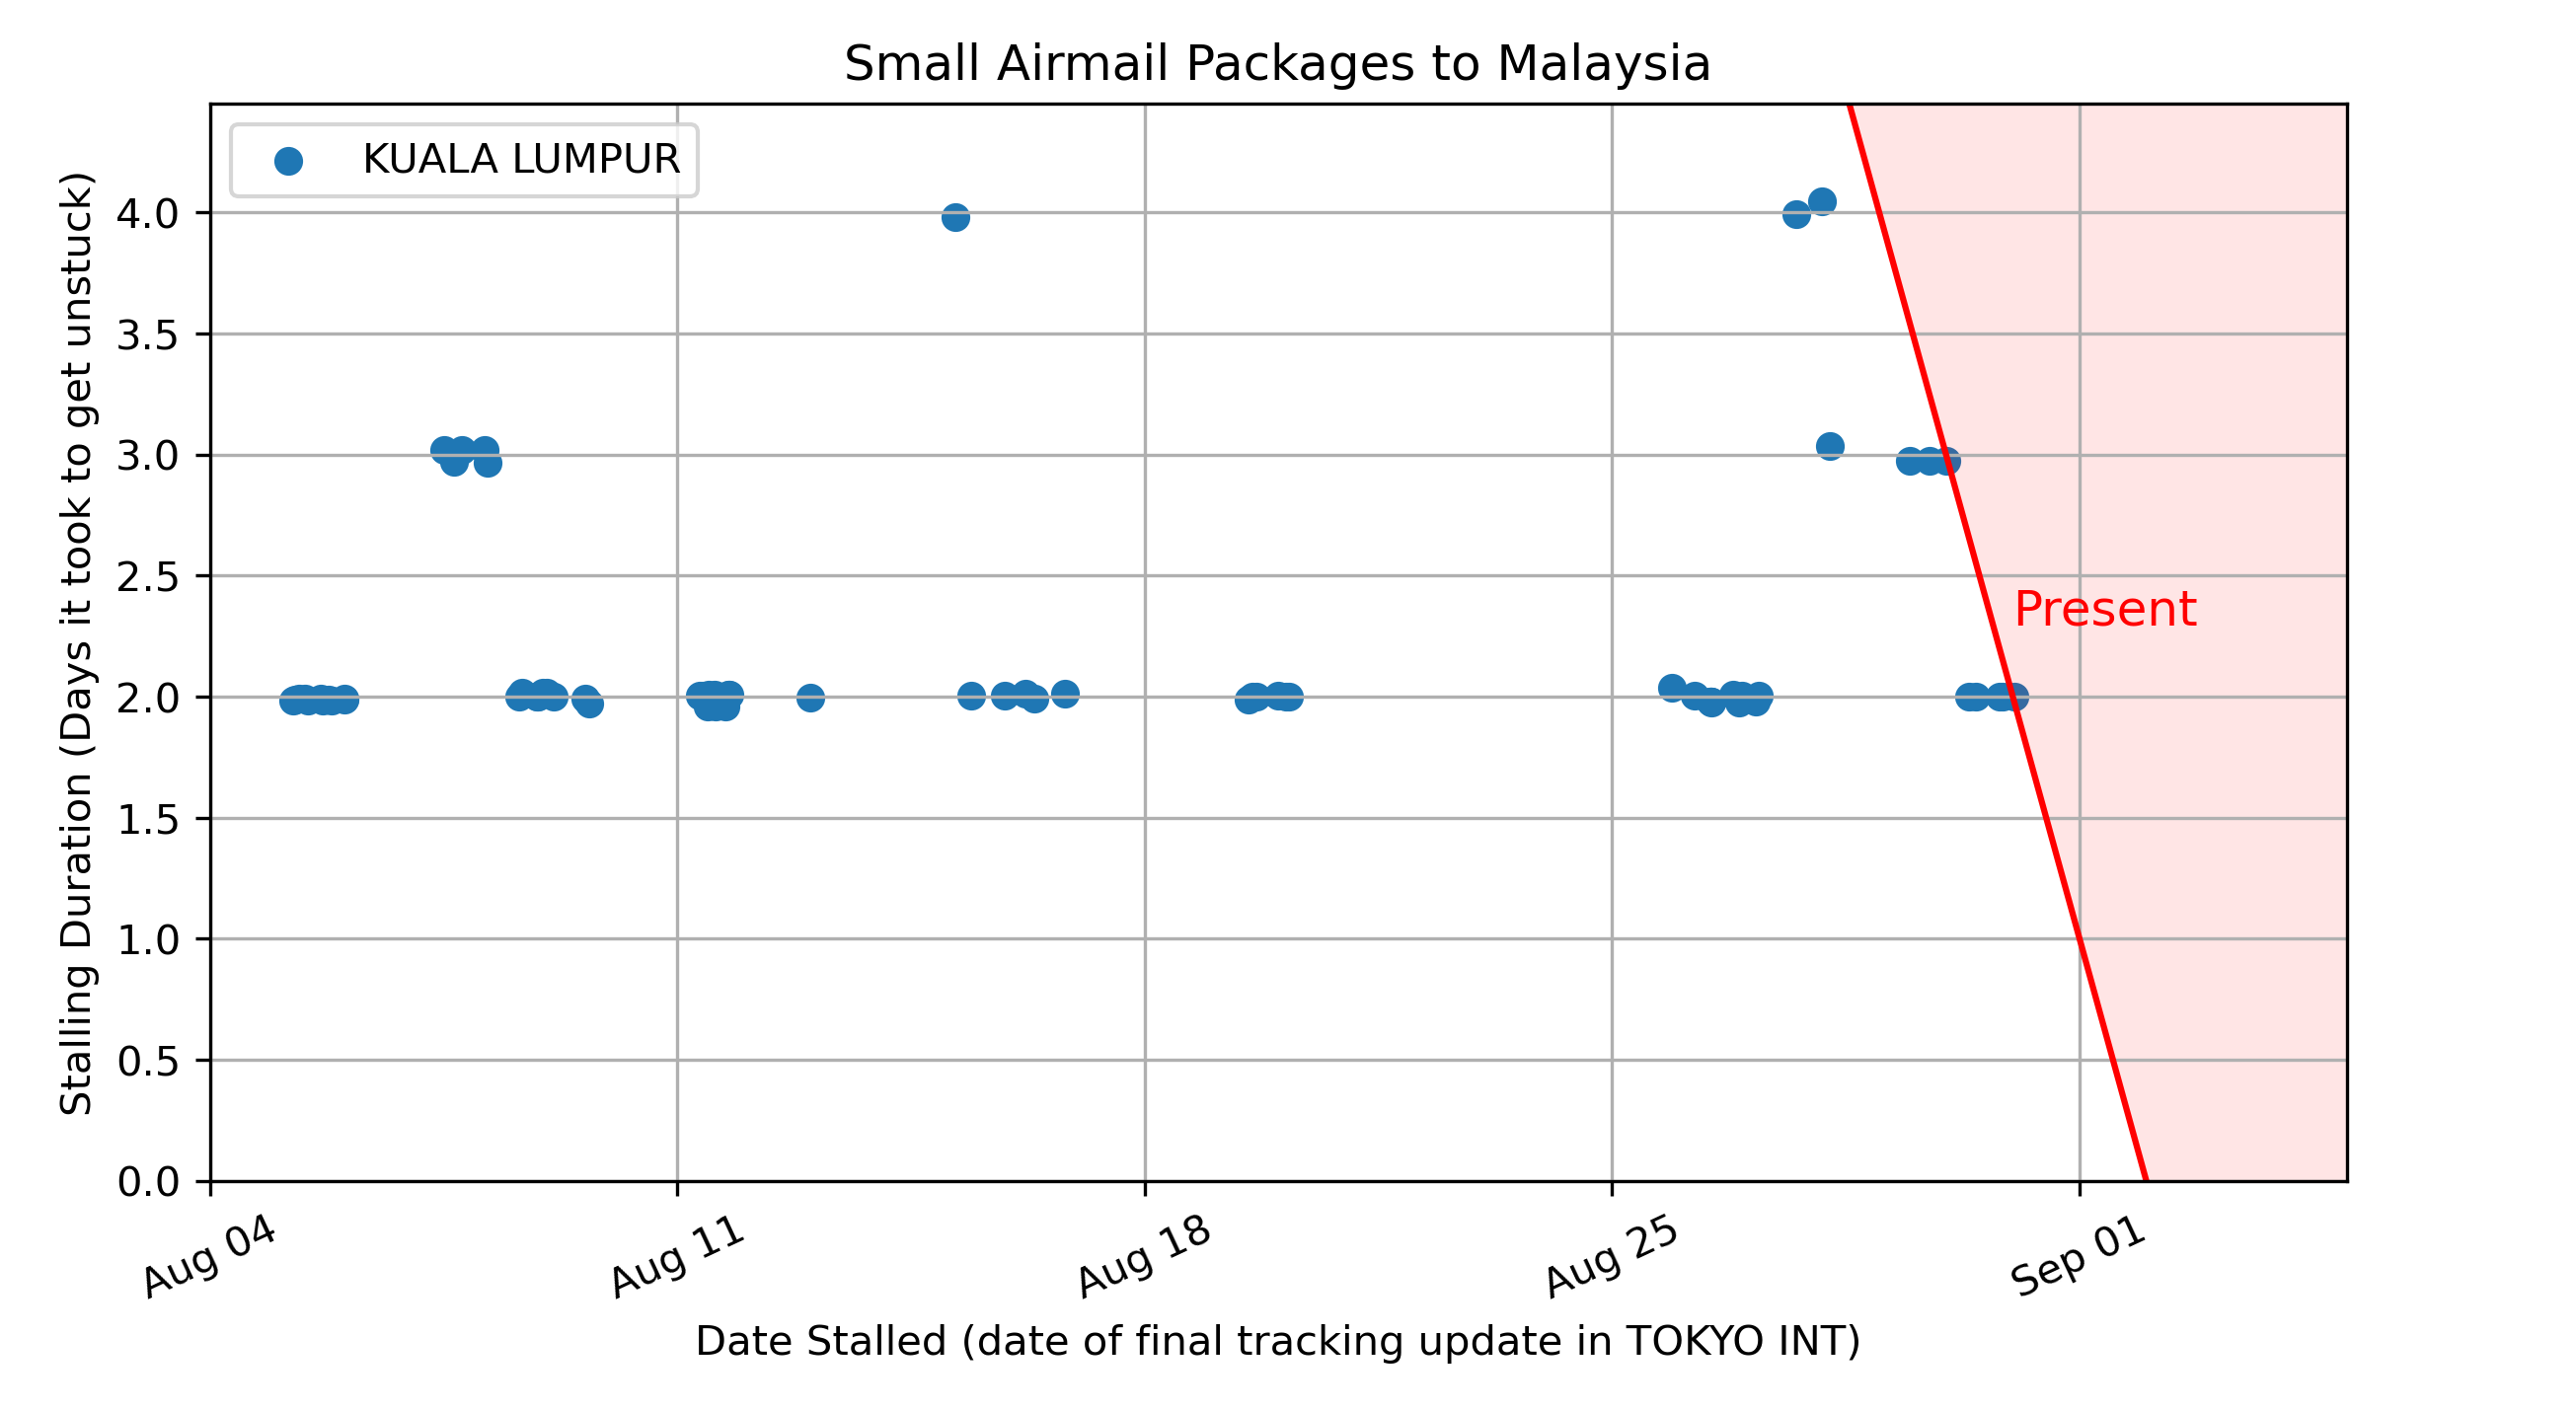 Small Airmail Packages to Malaysia
KUALA LUMPUR
Stalling Duration (Days it took to get unstuck)
4.0
3.5
3.0
2.5
2.0
1.5
1.0
0.5
0.0
Present
Aug 04
Aug 11
Aug 18
Aug 25
Sep 01
Date Stalled (date of final tracking update in TOKYO INT)